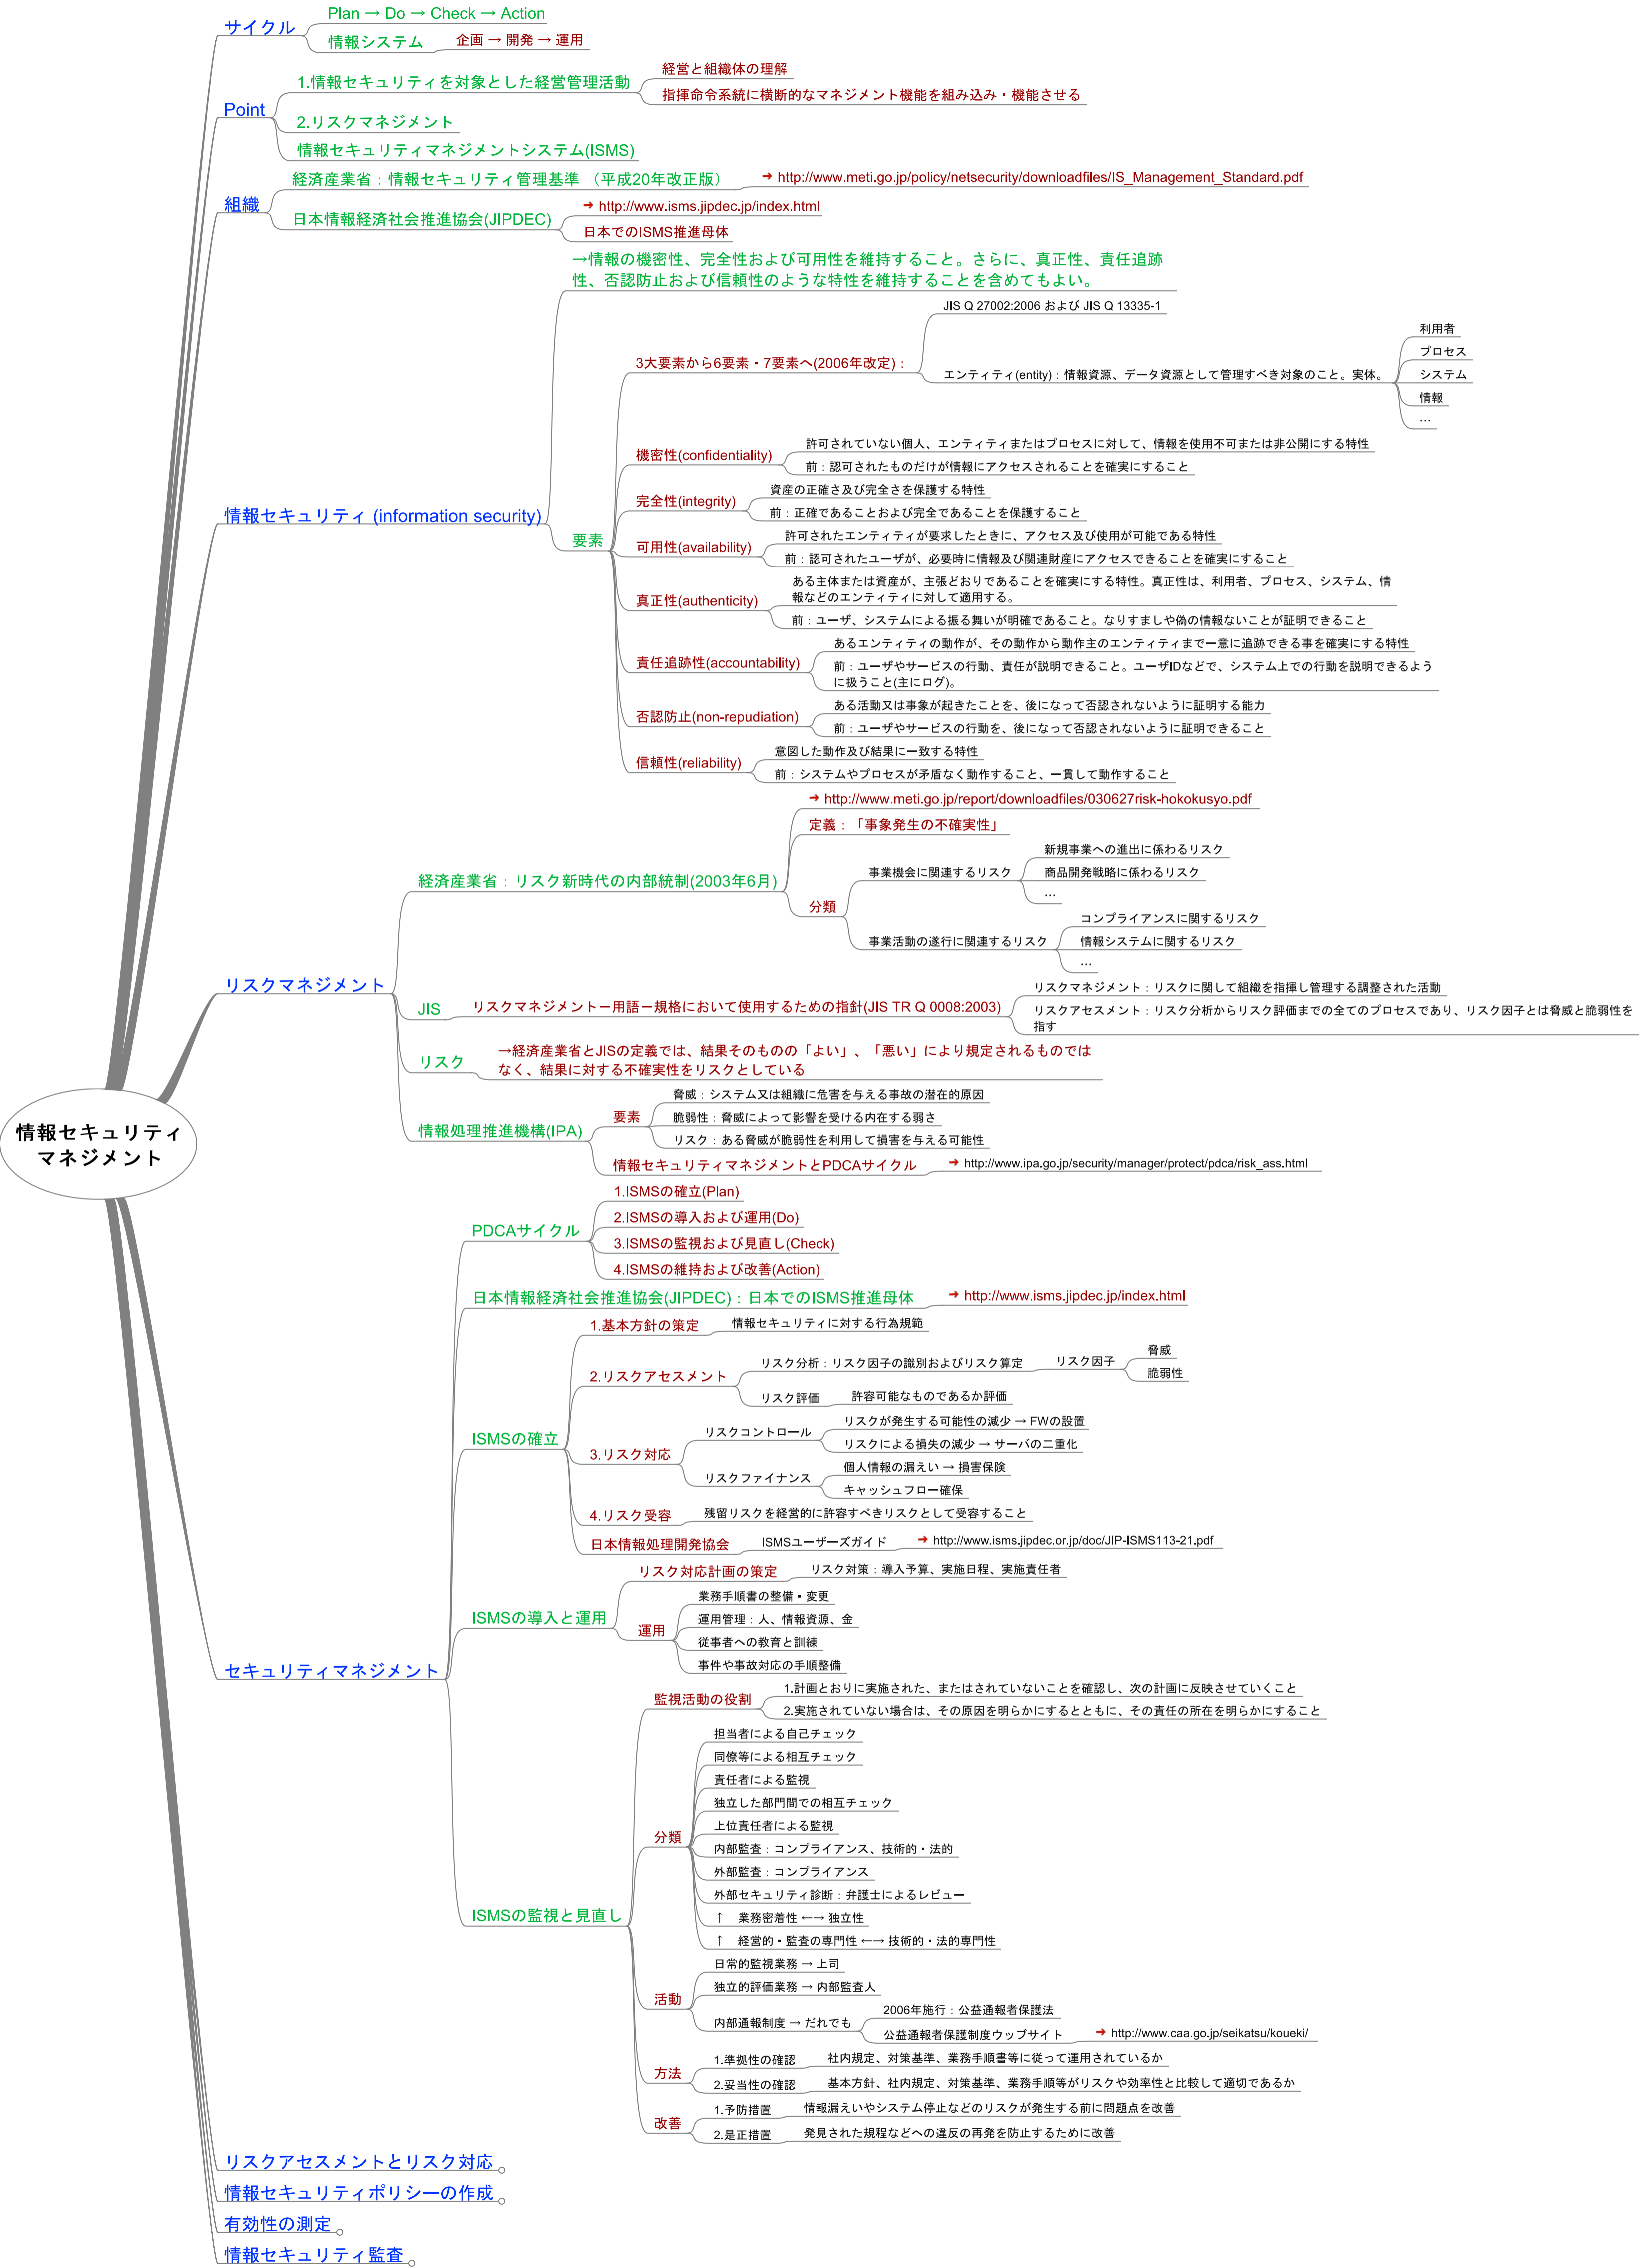 サイクル
Plan → Do → Check → Action
情報システム
企画 → 開発 → 運用
Point
1.情報セキュリティを対象とした経営管理活動
経営と組織体の理解
指揮命令系統に横断的なマネジメント機能を組み込み・機能させる
2.リスクマネジメント
情報セキュリティマネジメントシステム(ISMS)
組織
経済産業省：情報セキュリティ管理基準 （平成20年改正版）
http://www.meti.go.jp/policy/netsecurity/downloadfiles/IS_Management_Standard.pdf
日本情報経済社会推進協会(JIPDEC)
http://www.isms.jipdec.jp/index.html
日本でのISMS推進母体
情報セキュリティ (information security)
→情報の機密性、完全性および可用性を維持すること。さらに、真正性、責任追跡
性、否認防止および信頼性のような特性を維持することを含めてもよい。
要素
3大要素から6要素・7要素へ(2006年改定)：
JIS Q 27002:2006 および JIS Q 13335-1
エンティティ(entity)：情報資源、データ資源として管理すべき対象のこと。実体。
利用者
プロセス
システム
情報
…
機密性(confidentiality)
許可されていない個人、エンティティまたはプロセスに対して、情報を使用不可または非公開にする特性
前：認可されたものだけが情報にアクセスされることを確実にすること
完全性(integrity)
資産の正確さ及び完全さを保護する特性
前：正確であることおよび完全であることを保護すること
可用性(availability)
許可されたエンティティが要求したときに、アクセス及び使用が可能である特性
前：認可されたユーザが、必要時に情報及び関連財産にアクセスできることを確実にすること
真正性(authenticity)
ある主体または資産が、主張どおりであることを確実にする特性。真正性は、利用者、プロセス、システム、情
報などのエンティティに対して適用する。
前：ユーザ、システムによる振る舞いが明確であること。なりすましや偽の情報ないことが証明できること
責任追跡性(accountability)
あるエンティティの動作が、その動作から動作主のエンティティまで一意に追跡できる事を確実にする特性
前：ユーザやサービスの行動、責任が説明できること。ユーザIDなどで、システム上での行動を説明できるよう
に扱うこと(主にログ)。
否認防止(non-repudiation)
ある活動又は事象が起きたことを、後になって否認されないように証明する能力
前：ユーザやサービスの行動を、後になって否認されないように証明できること
信頼性(reliability)
意図した動作及び結果に一致する特性
前：システムやプロセスが矛盾なく動作すること、一貫して動作すること
リスクマネジメント
経済産業省：リスク新時代の内部統制(2003年6月)
http://www.meti.go.jp/report/downloadfiles/030627risk-hokokusyo.pdf
定義：「事象発生の不確実性」
分類
事業機会に関連するリスク
新規事業への進出に係わるリスク
商品開発戦略に係わるリスク
…
事業活動の遂行に関連するリスク
コンプライアンスに関するリスク
情報システムに関するリスク
…
JIS
リスクマネジメントー用語ー規格において使用するための指針(JIS TR Q 0008:2003)
リスクマネジメント：リスクに関して組織を指揮し管理する調整された活動
リスクアセスメント：リスク分析からリスク評価までの全てのプロセスであり、リスク因子とは脅威と脆弱性を
指す
リスク
→経済産業省とJISの定義では、結果そのものの「よい」、「悪い」により規定されるものでは
なく、結果に対する不確実性をリスクとしている
情報処理推進機構(IPA)
要素
脅威：システム又は組織に危害を与える事故の潜在的原因
脆弱性：脅威によって影響を受ける内在する弱さ
リスク：ある脅威が脆弱性を利用して損害を与える可能性
情報セキュリティマネジメントとPDCAサイクル
http://www.ipa.go.jp/security/manager/protect/pdca/risk_ass.html
情報セキュリティ
マネジメント
セキュリティマネジメント
PDCAサイクル
1.ISMSの確立(Plan)
2.ISMSの導入および運用(Do)
3.ISMSの監視および見直し(Check)
4.ISMSの維持および改善(Action)
日本情報経済社会推進協会(JIPDEC)：日本でのISMS推進母体
http://www.isms.jipdec.jp/index.html
ISMSの確立
1.基本方針の策定
情報セキュリティに対する行為規範
2.リスクアセスメント
リスク分析：リスク因子の識別およびリスク算定
リスク因子
脅威
脆弱性
リスク評価
許容可能なものであるか評価
3.リスク対応
リスクコントロール
リスクが発生する可能性の減少 → FWの設置
リスクによる損失の減少 → サーバの二重化
リスクファイナンス
個人情報の漏えい → 損害保険
キャッシュフロー確保
4.リスク受容
残留リスクを経営的に許容すべきリスクとして受容すること
日本情報処理開発協会
ISMSユーザーズガイド
http://www.isms.jipdec.or.jp/doc/JIP-ISMS113-21.pdf
ISMSの導入と運用
リスク対応計画の策定
リスク対策：導入予算、実施日程、実施責任者
運用
業務手順書の整備・変更
運用管理：人、情報資源、金
従事者への教育と訓練
事件や事故対応の手順整備
ISMSの監視と見直し
監視活動の役割
1.計画とおりに実施された、またはされていないことを確認し、次の計画に反映させていくこと
2.実施されていない場合は、その原因を明らかにするとともに、その責任の所在を明らかにすること
分類
担当者による自己チェック
同僚等による相互チェック
責任者による監視
独立した部門間での相互チェック
上位責任者による監視
内部監査：コンプライアンス、技術的・法的
外部監査：コンプライアンス
外部セキュリティ診断：弁護士によるレビュー
↑ 業務密着性 ←→ 独立性
↑ 経営的・監査の専門性 ←→ 技術的・法的専門性
活動
日常的監視業務 → 上司
独立的評価業務 → 内部監査人
内部通報制度 → だれでも
2006年施行：公益通報者保護法
公益通報者保護制度ウッブサイト
http://www.caa.go.jp/seikatsu/koueki/
方法
1.準拠性の確認
社内規定、対策基準、業務手順書等に従って運用されているか
2.妥当性の確認
基本方針、社内規定、対策基準、業務手順等がリスクや効率性と比較して適切であるか
改善
1.予防措置
情報漏えいやシステム停止などのリスクが発生する前に問題点を改善
2.是正措置
発見された規程などへの違反の再発を防止するために改善
リスクアセスメントとリスク対応
情報セキュリティポリシーの作成
有効性の測定
情報セキュリティ監査